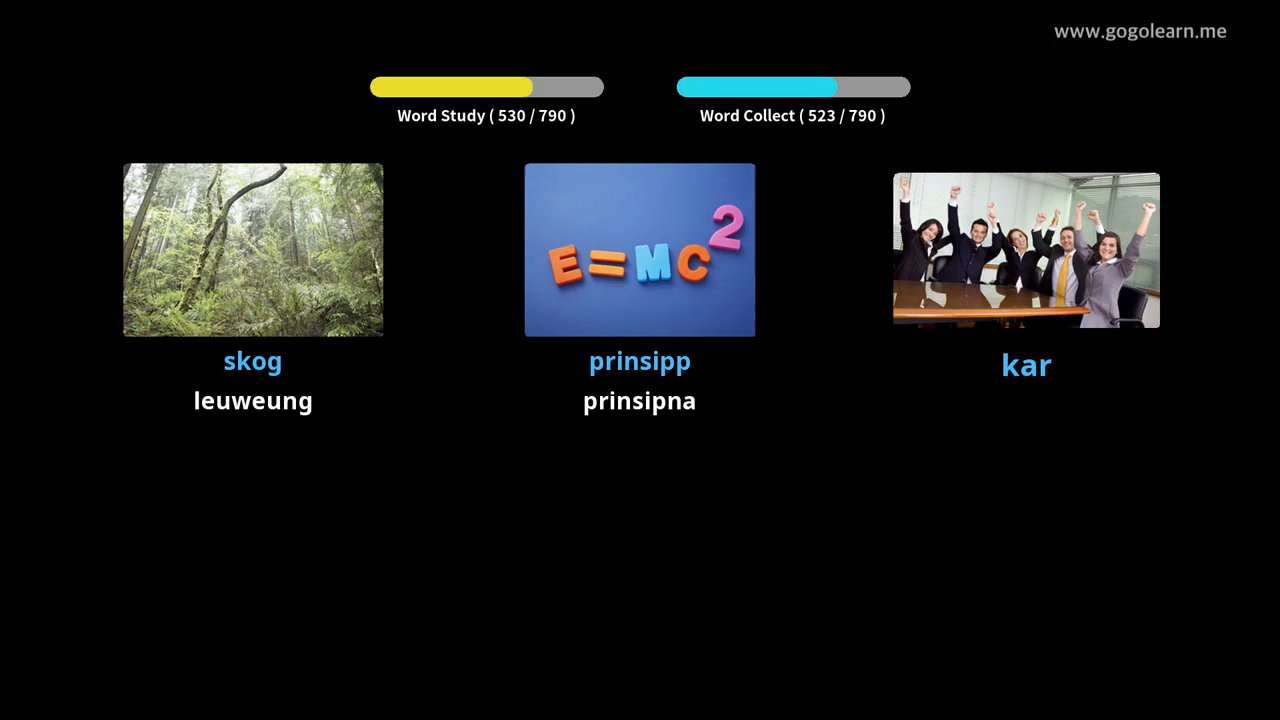 www.gogolearn.me
Word Study ( 530 / 790 )
Word Collect ( 523 / 790 )
E=MC2
skog
prinsipp
kar
leuweung
prinsipna